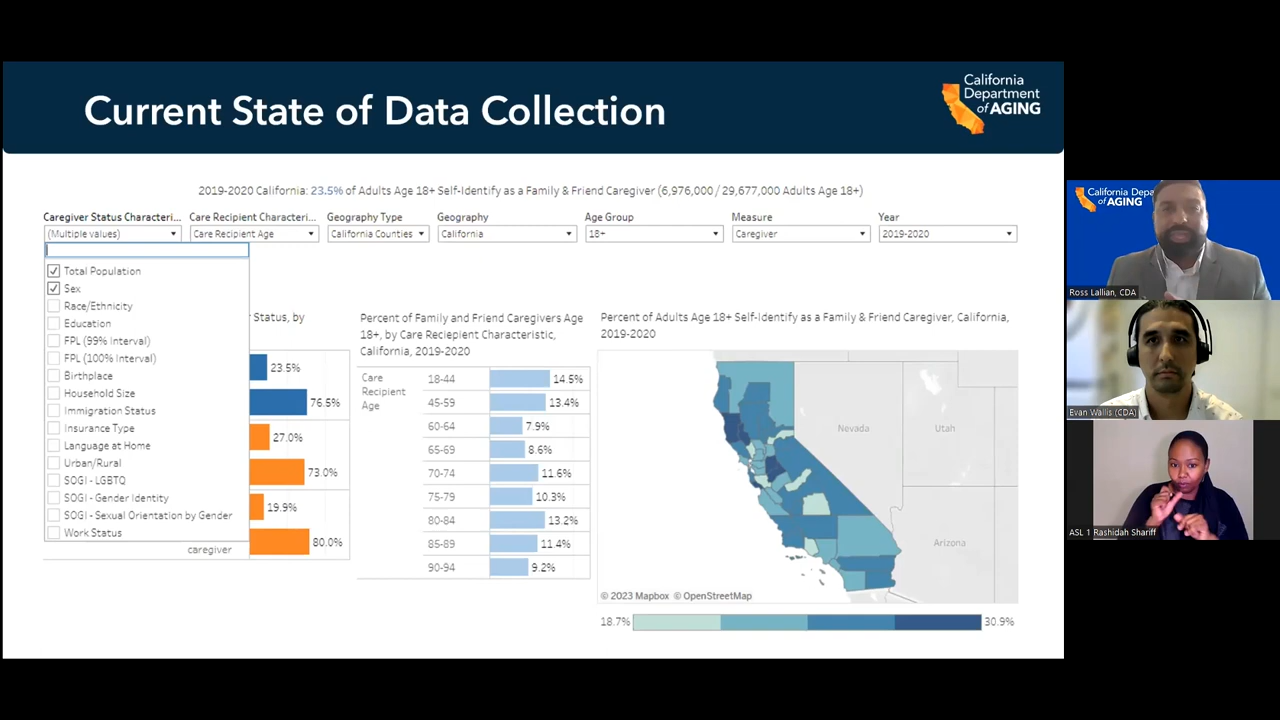 Current State of Data Collection
California
Department
of AGING
2019-2020 California: 23.5% of Adults Age 18+ Self-Identify as a Family & Friend Caregiver (6,976,000 / 29,677,000 Adults Age 18+)
Caregiver Status Characteri...
Care Recipient Characteri...
Geography Type
Geography
Age Group
Measure
Year
(Multiple values)
Care Recipient Age
California Counties
California
18+
Caregiver
2019-2020
Total Population
Sex
Race/Ethnicity
Education
FPL (99% Interval)
FPL (100% Interval)
Birthplace
Household Size
Immigration Status
Insurance Type
Language at Home
Urban/Rural
SOGI - LGBTQ
SOGI - Gender Identity
SOGI - Sexual Orientation by Gender
Work Status
caregiver
Status, by
23.5%
76.5%
27.0%
73.0%
19.9%
80.0%
Percent of Family and Friend Caregivers Age
18+, by Care Reciepient Characteristic,
California, 2019-2020
Care
Recipient
Age
18-44 14.5%
45-59 13.4%
60-64 7.9%
65-69 8.6%
70-74 11.6%
75-79 10.3%
80-84 13.2%
85-89 11.4%
90-94 9.2%
Percent of Adults Age 18+ Self-Identify as a Family & Friend Caregiver, California,
2019-2020
Nevada
Utah
Arizona
© 2023 Mapbox © OpenStreetMap
18.7%
30.9%
California Depa
of AGING
Ross Lallian, CDA
Evan Wallis (CDA)
ASL 1 Rashidah Shariff